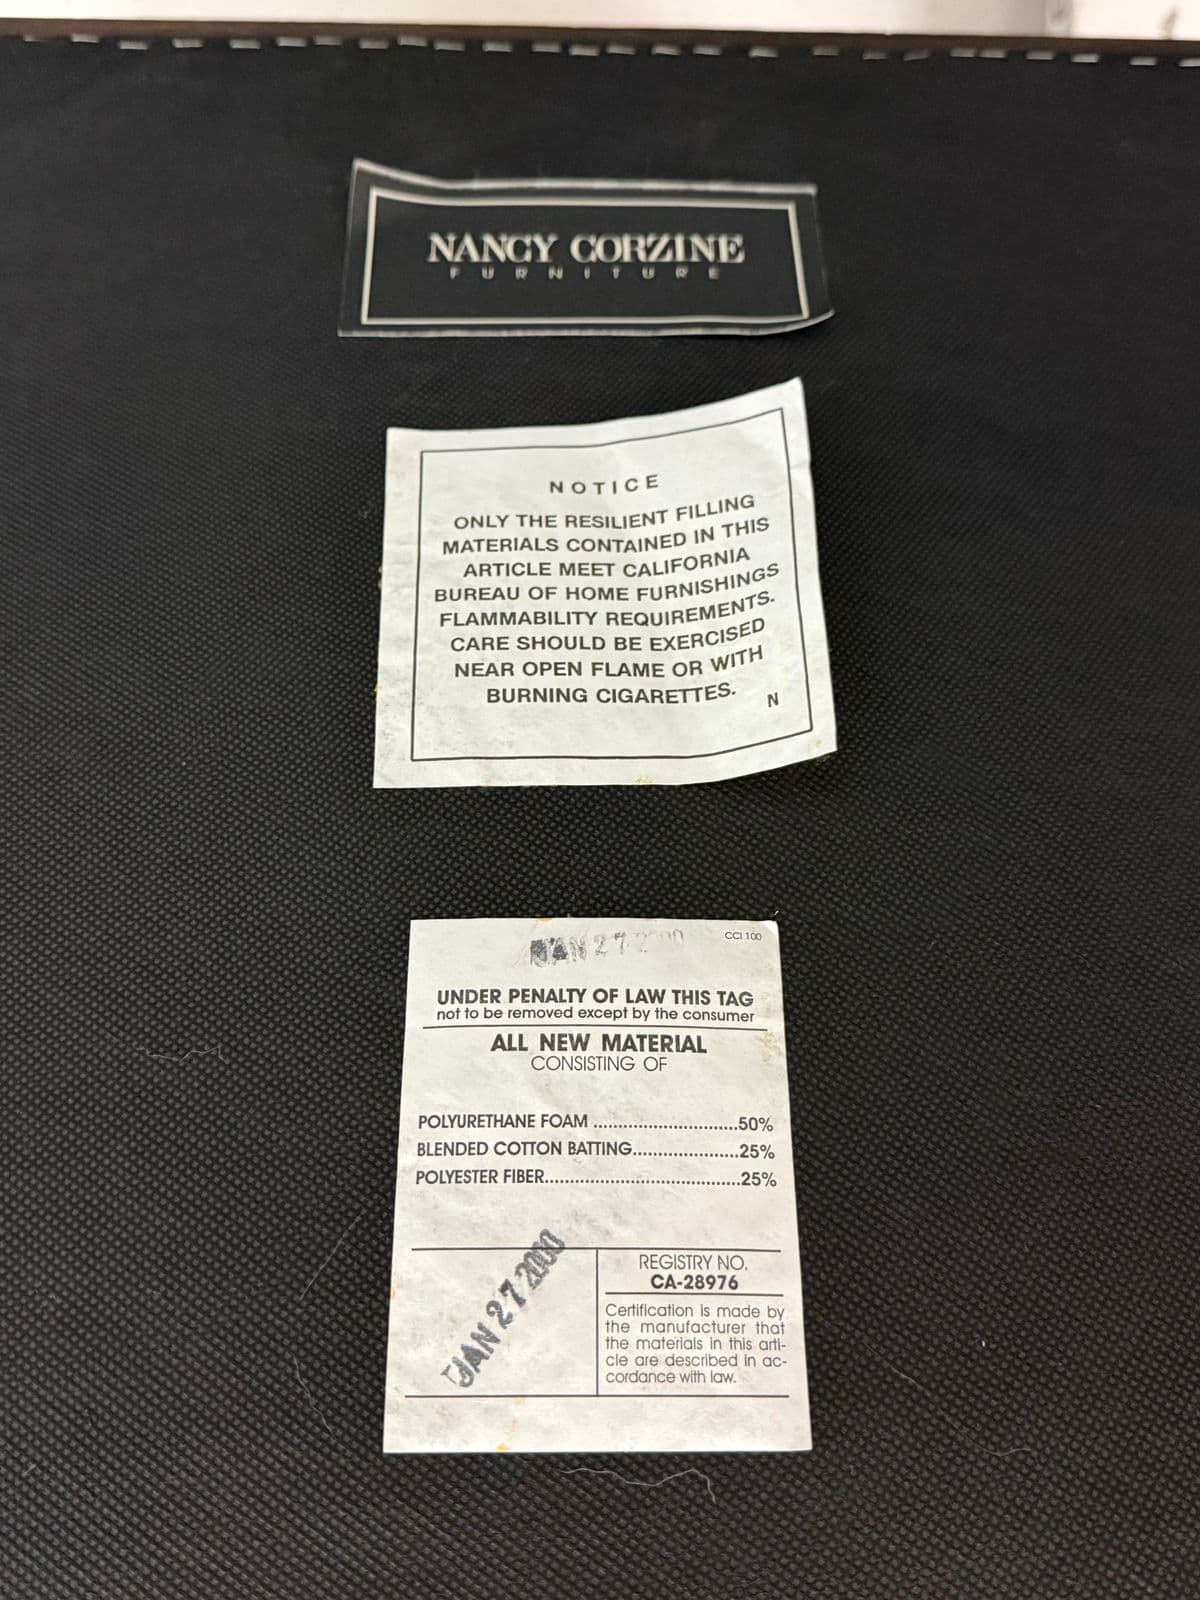 NANCY CORZINE
FURNITURE
NOTICE
ONLY THE RESILIENT FILLING
MATERIALS CONTAINED IN THIS
ARTICLE MEET CALIFORNIA
BUREAU OF HOME FURNISHINGS
FLAMMABILITY REQUIREMENTS.
CARE SHOULD BE EXERCISED
NEAR OPEN FLAME OR WITH
BURNING CIGARETTES.
N
JAN 27 2000
CCI 100
UNDER PENALTY OF LAW THIS TAG
not to be removed except by the consumer
ALL NEW MATERIAL
CONSISTING OF
POLYURETHANE FOAM ............................50%
BLENDED COTTON BATTING.....................25%
POLYESTER FIBER.......................................25%
JAN 27 2000
REGISTRY NO.
CA-28976
Certification is made by
the manufacturer that
the materials in this arti-
cle are described in ac-
cordance with law.